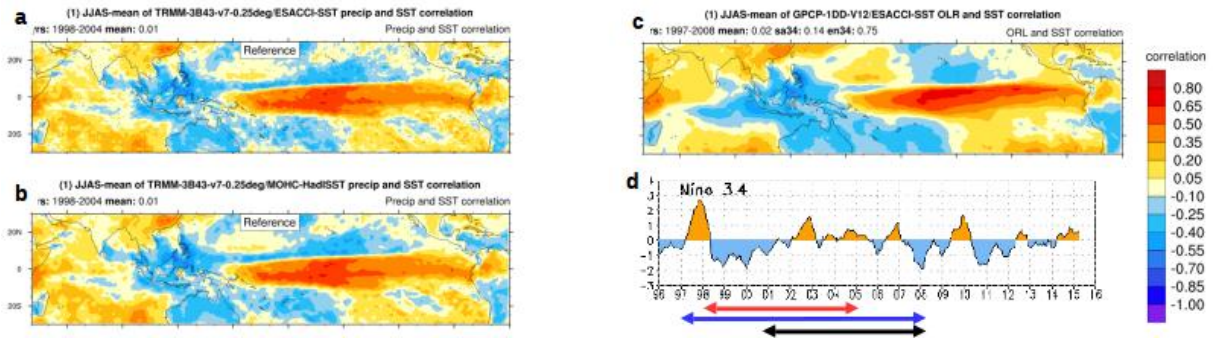 a
(1) JJAS-mean of TRMM-3B43-v7-0.25deg/ESACCI-SST precip and SST correlation
rs: 1998-2004 mean: 0.01
Precip and SST correlation
Reference
20N
0
20S
b
(1) JJAS-mean of TRMM-3B43-v7-0.25deg/MOHC-HadISST precip and SST correlation
rs: 1998-2004 mean: 0.01
Precip and SST correlation
Reference
20N
0
20S
c
(1) JJAS-mean of GPCP-1DD-V12/ESACCI-SST OLR and SST correlation
rs: 1997-2008 mean: 0.02 sa34: 0.14 en34: 0.75
ORL and SST correlation
20N
0
20S
d
Nino 3.4
3
2
1
0
-1
-2
-3
96 97 98 99 00 01 02 03 04 05 06 07 08 09 10 11 12 13 14 15 16
correlation
0.80
0.65
0.50
0.35
0.20
0.05
-0.10
-0.25
-0.40
-0.55
-0.70
-0.85
-1.00